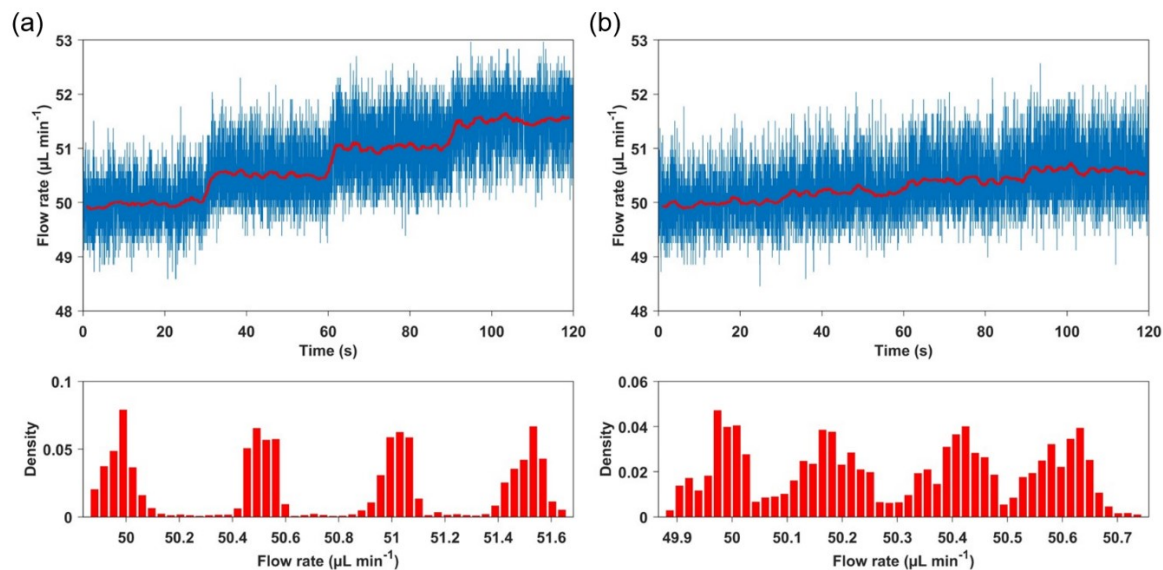 (a)
(b)
53
52
51
50
49
48
Flow rate (µL min⁻¹)
0 20 40 60 80 100 120
Time (s)
53
52
51
50
49
48
Flow rate (µL min⁻¹)
0 20 40 60 80 100 120
Time (s)
0.1
0.05
0
Density
50 50.2 50.4 50.6 50.8 51 51.2 51.4 51.6
Flow rate (µL min⁻¹)
0.06
0.04
0.02
0
Density
49.9 50 50.1 50.2 50.3 50.4 50.5 50.6 50.7
Flow rate (µL min⁻¹)